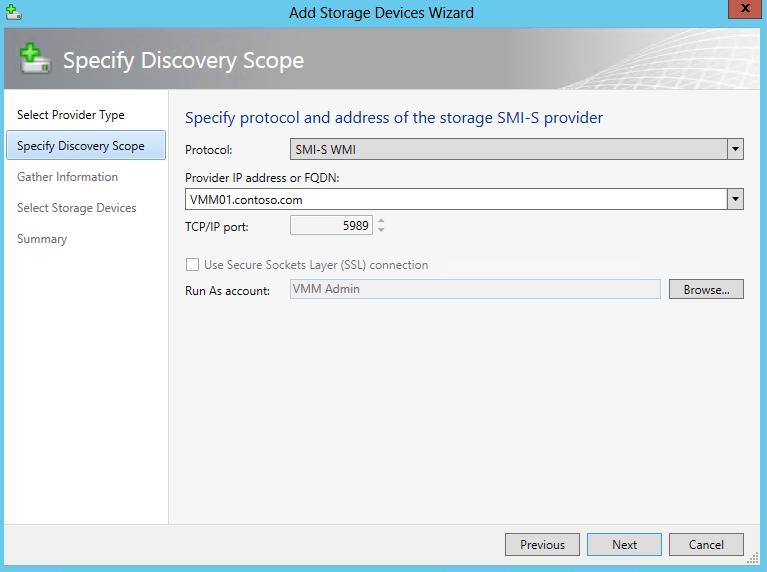 Add Storage Devices Wizard
x
Specify Discovery Scope
Select Provider Type
Specify Discovery Scope
Gather Information
Select Storage Devices
Summary
Specify protocol and address of the storage SMI-S provider
Protocol: SMI-S WMI
Provider IP address or FQDN:
VMM01.contoso.com
TCP/IP port: 5989
Use Secure Sockets Layer (SSL) connection
Run As account: VMM Admin Browse...
Previous Next Cancel